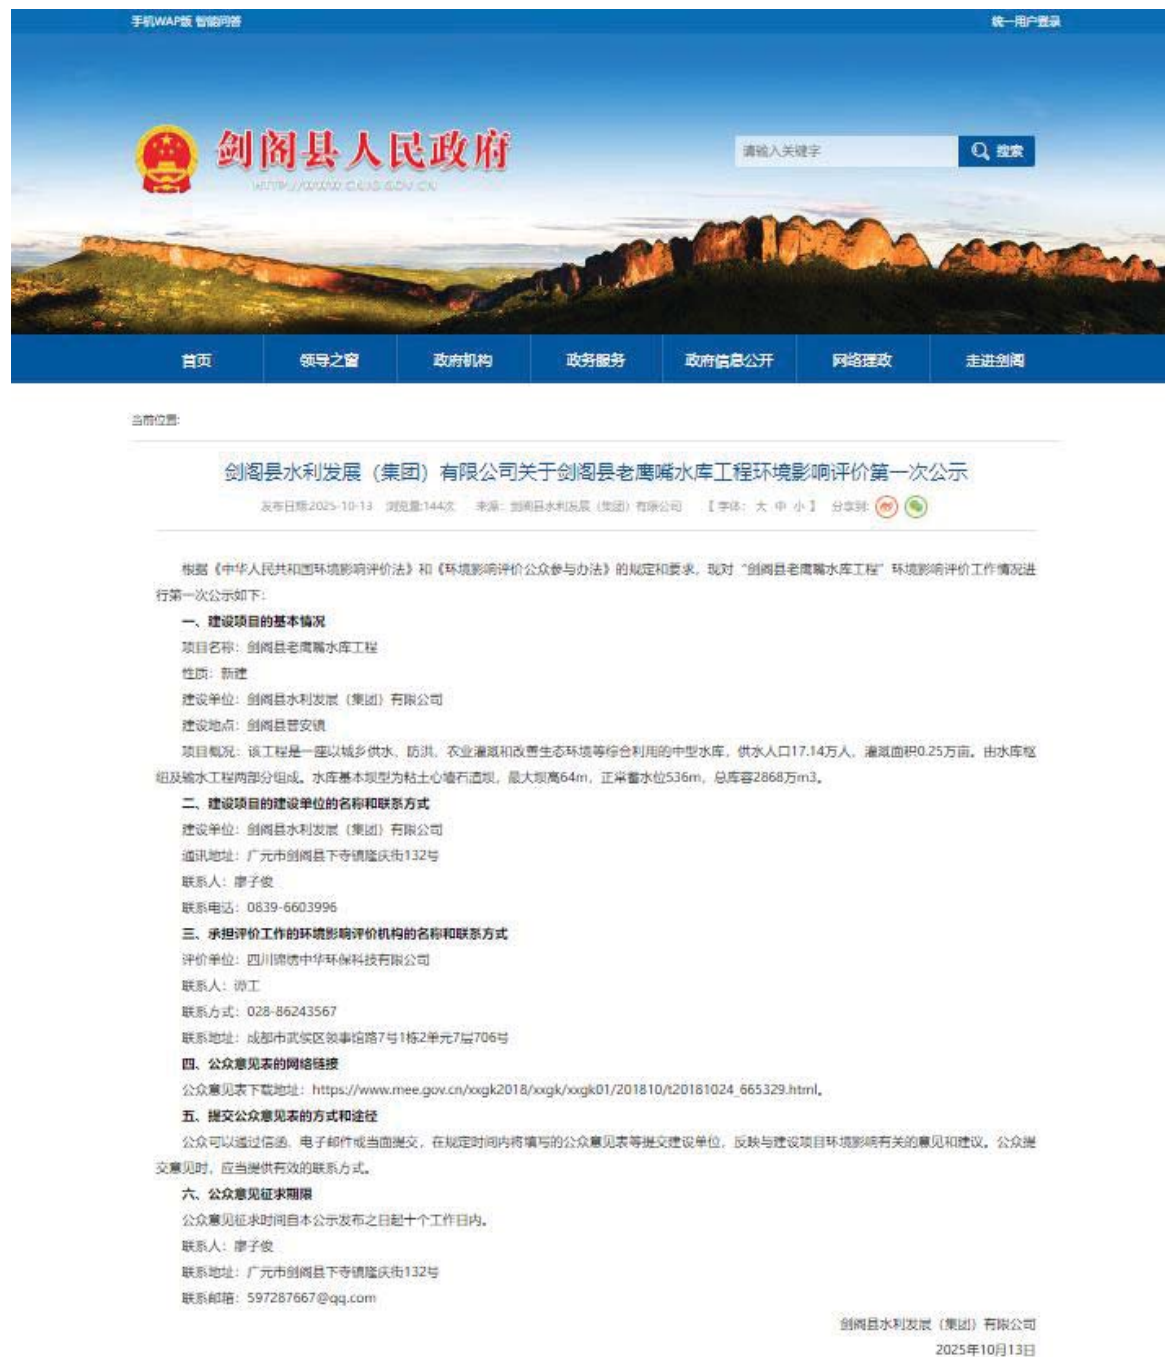 手机WAP版 智能问答
统一用户登录
剑阁县人民政府
HTTP://WWW.CNJG.GOV.CN
请输入关键字
搜索
首页 领导之窗 政府机构 政务服务 政府信息公开 网络理政 走进剑阁
当前位置:
剑阁县水利发展（集团）有限公司关于剑阁县老鹰嘴水库工程环境影响评价第一次公示
发布日期:2025-10-13 浏览量:144次 来源: 剑阁县水利发展（集团）有限公司 【 字体: 大 中 小 】 分享到:
根据《中华人民共和国环境影响评价法》和《环境影响评价公众参与办法》的规定和要求，现对“剑阁县老鹰嘴水库工程”环境影响评价工作情况进
行第一次公示如下：
一、建设项目的基本情况
项目名称：剑阁县老鹰嘴水库工程
性质：新建
建设单位：剑阁县水利发展（集团）有限公司
建设地点：剑阁县普安镇
项目概况：该工程是一座以城乡供水、防洪、农业灌溉和改善生态环境等综合利用的中型水库，供水人口17.14万人，灌溉面积0.25万亩。由水库枢
纽及输水工程两部分组成。水库基本坝型为粘土心墙石渣坝，最大坝高64m，正常蓄水位536m，总库容2868万m3。
二、建设项目的建设单位的名称和联系方式
建设单位：剑阁县水利发展（集团）有限公司
通讯地址：广元市剑阁县下寺镇隆庆街132号
联系人：廖子俊
联系电话：0839-6603996
三、承担评价工作的环境影响评价机构的名称和联系方式
评价单位：四川锦绣中华环保科技有限公司
联系人：谭工
联系方式：028-86243567
联系地址：成都市武侯区领事馆路7号1栋2单元7层706号
四、公众意见表的网络链接
公众意见表下载地址：https://www.mee.gov.cn/xxgk2018/xxgk/xxgk01/201810/t20181024_665329.html。
五、提交公众意见表的方式和途径
公众可以通过信函、电子邮件或当面提交，在规定时间内将填写的公众意见表等提交建设单位，反映与建设项目环境影响有关的意见和建议。公众提
交意见时，应当提供有效的联系方式。
六、公众意见征求期限
公众意见征求时间自本公示发布之日起十个工作日内。
联系人：廖子俊
联系地址：广元市剑阁县下寺镇隆庆街132号
联系邮箱：597287667@qq.com
剑阁县水利发展（集团）有限公司
2025年10月13日